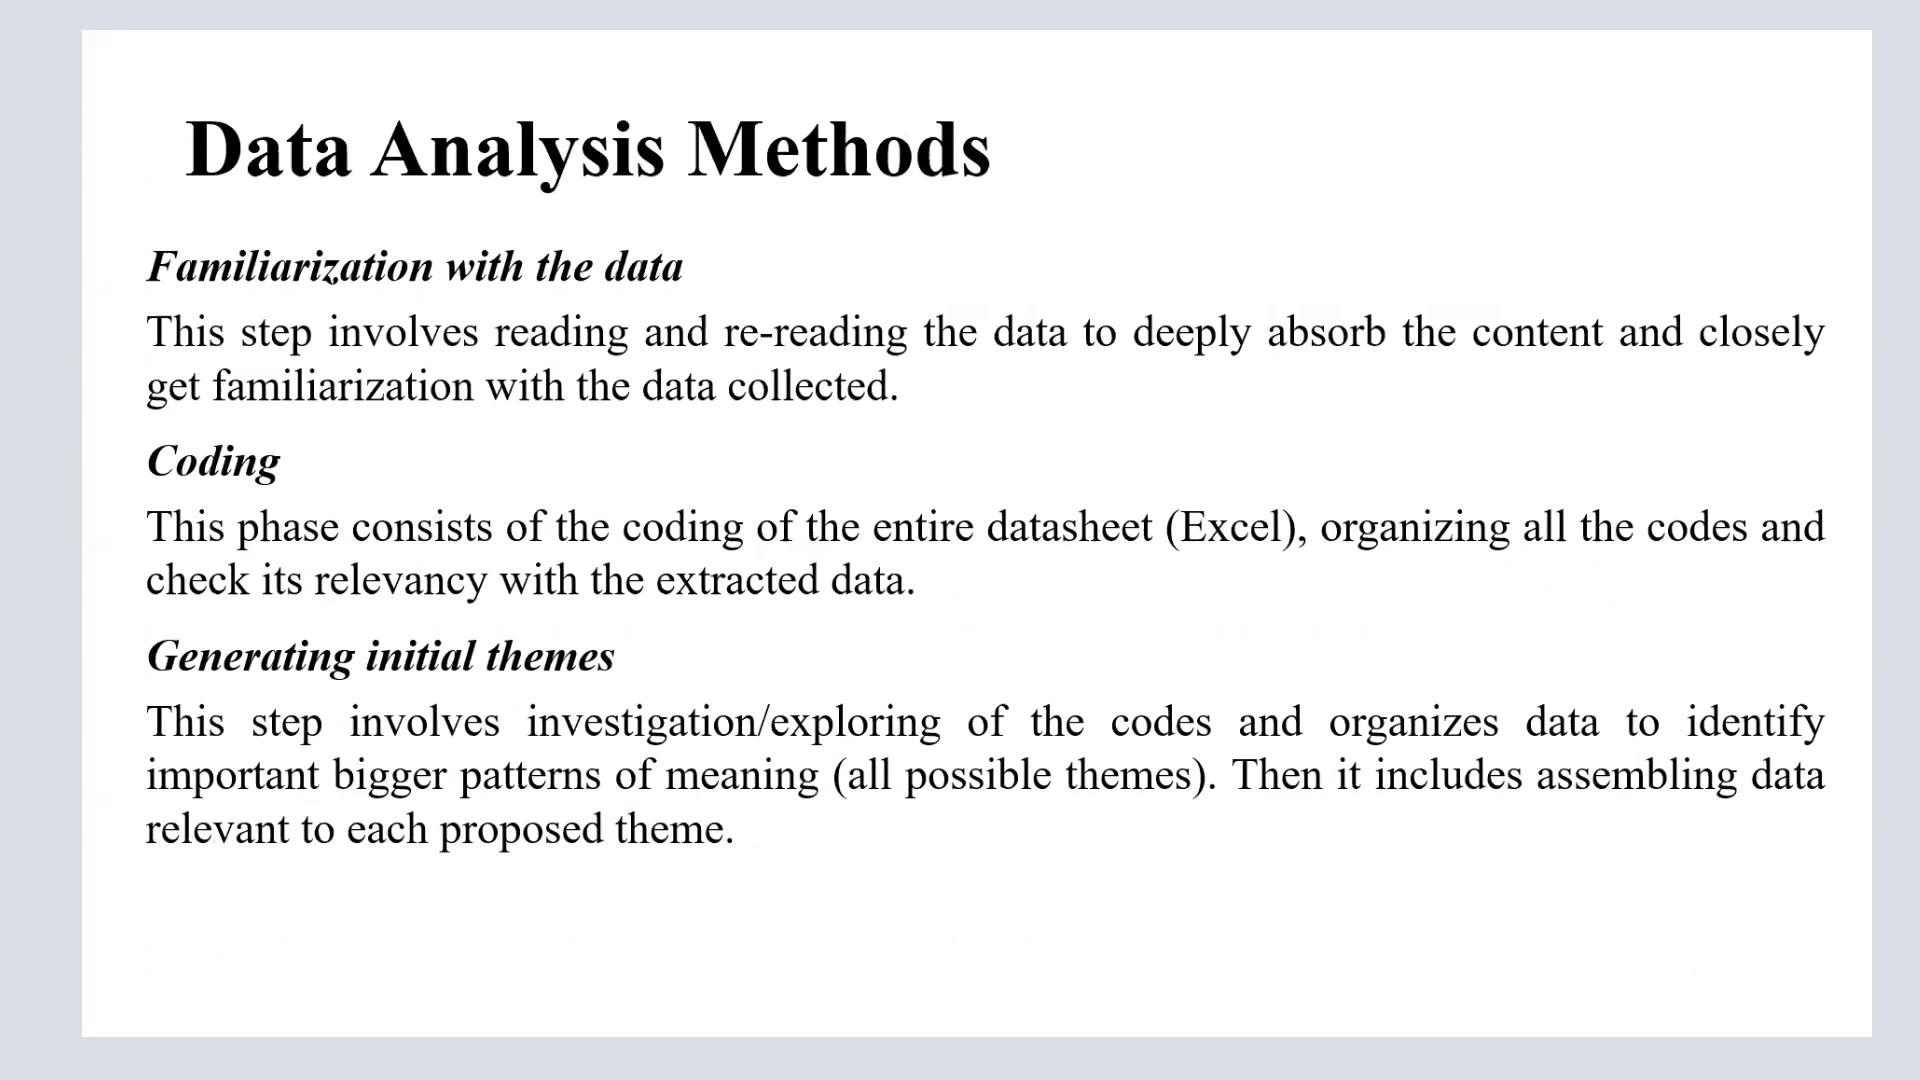 Data Analysis Methods
Familiarization with the data
This step involves reading and re-reading the data to deeply absorb the content and closely
get familiarization with the data collected.
Coding
This phase consists of the coding of the entire datasheet (Excel), organizing all the codes and
check its relevancy with the extracted data.
Generating initial themes
This step involves investigation/exploring of the codes and organizes data to identify
important bigger patterns of meaning (all possible themes). Then it includes assembling data
relevant to each proposed theme.